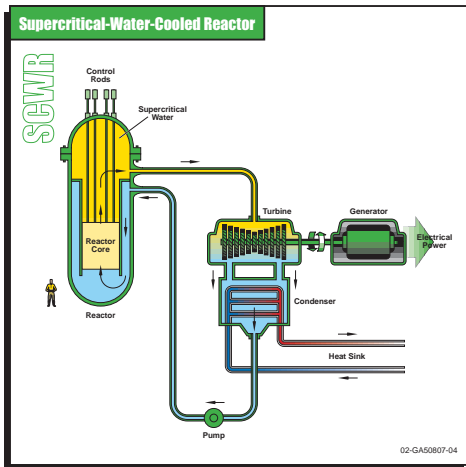 Supercritical-Water-Cooled Reactor
SCWR
Control
Rods
Supercritical
Water
Turbine
Generator
Electrical
Power
Reactor
Core
Condenser
Reactor
Heat Sink
Pump
02-GA50807-04